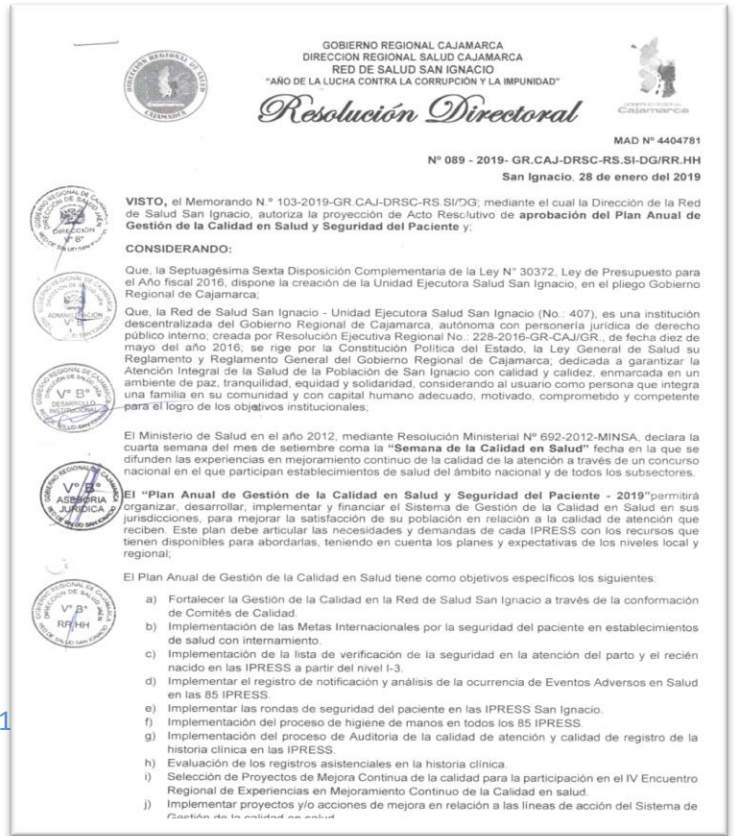 GOBIERNO REGIONAL CAJAMARCA
DIRECCION REGIONAL SALUD CAJAMARCA
RED DE SALUD SAN IGNACIO
"AÑO DE LA LUCHA CONTRA LA CORRUPCIÓN Y LA IMPUNIDAD"
Resolución Directoral
Cajamarca
MAD Nº 4404781
Nº 089 - 2019- GR.CAJ-DRSC-RS.SI-DG/RR.HH
San Ignacio, 28 de enero del 2019
VISTO, el Memorando N.º 103-2019-GR.CAJ-DRSC-RS.SI/DG; mediante el cual la Dirección de la Red
de Salud San Ignacio, autoriza la proyección de Acto Resolutivo de aprobación del Plan Anual de
Gestión de la Calidad en Salud y Seguridad del Paciente y;
CONSIDERANDO:
Que, la Septuagésima Sexta Disposición Complementaria de la Ley N° 30372, Ley de Presupuesto para
el Año fiscal 2016, dispone la creación de la Unidad Ejecutora Salud San Ignacio, en el pliego Gobierno
Regional de Cajamarca;
Que, la Red de Salud San Ignacio - Unidad Ejecutora Salud San Ignacio (No.: 407), es una institución
descentralizada del Gobierno Regional de Cajamarca, autónoma con personería jurídica de derecho
público interno; creada por Resolución Ejecutiva Regional No.: 228-2016-GR-CAJ/GR., de fecha diez de
mayo del año 2016; se rige por la Constitución Política del Estado, la Ley General de Salud su
Reglamento y Reglamento General del Gobierno Regional de Cajamarca; dedicada a garantizar la
Atención Integral de la Salud de la Población de San Ignacio con calidad y calidez, enmarcada en un
ambiente de paz, tranquilidad, equidad y solidaridad, considerando al usuario como persona que integra
una familia en su comunidad y con capital humano adecuado, motivado, comprometido y competente
para el logro de los objetivos institucionales;
El Ministerio de Salud en el año 2012, mediante Resolución Ministerial Nº 692-2012-MINSA, declara la
cuarta semana del mes de setiembre coma la "Semana de la Calidad en Salud" fecha en la que se
difunden las experiencias en mejoramiento continuo de la calidad de la atención a través de un concurso
nacional en el que participan establecimientos de salud del ámbito nacional y de todos los subsectores.
El "Plan Anual de Gestión de la Calidad en Salud y Seguridad del Paciente - 2019"permitirá
organizar, desarrollar, implementar y financiar el Sistema de Gestión de la Calidad en Salud en sus
jurisdicciones, para mejorar la satisfacción de su población en relación a la calidad de atención que
reciben. Este plan debe articular las necesidades y demandas de cada IPRESS con los recursos que
tienen disponibles para abordarlas, teniendo en cuenta los planes y expectativas de los niveles local y
regional;
El Plan Anual de Gestión de la Calidad en Salud tiene como objetivos específicos los siguientes:
a) Fortalecer la Gestión de la Calidad en la Red de Salud San Ignacio a través de la conformación
de Comités de Calidad.
b) Implementación de las Metas Internacionales por la seguridad del paciente en establecimientos
de salud con internamiento.
c) Implementación de la lista de verificación de la seguridad en la atención del parto y el recién
nacido en las IPRESS a partir del nivel I-3.
d) Implementar el registro de notificación y análisis de la ocurrencia de Eventos Adversos en Salud
en las 85 IPRESS.
e) Implementar las rondas de seguridad del paciente en las IPRESS San Ignacio.
f) Implementación del proceso de higiene de manos en todos los 85 IPRESS.
g) Implementación del proceso de Auditoria de la calidad de atención y calidad de registro de la
historia clínica en las IPRESS.
h) Evaluación de los registros asistenciales en la historia clínica.
i) Selección de Proyectos de Mejora Continua de la calidad para la participación en el IV Encuentro
Regional de Experiencias en Mejoramiento Continuo de la Calidad en salud.
j) Implementar proyectos y/o acciones de mejora en relación a las líneas de acción del Sistema de
Gestión de la calidad en salud
DIRECCIÓN
V° B°
ADMINISTRACIÓN
V° B°
V° B°
DESARROLLO
INSTITUCIONAL
V° B°
ASESORIA
JURIDICA
V° B°
RR.HH
1